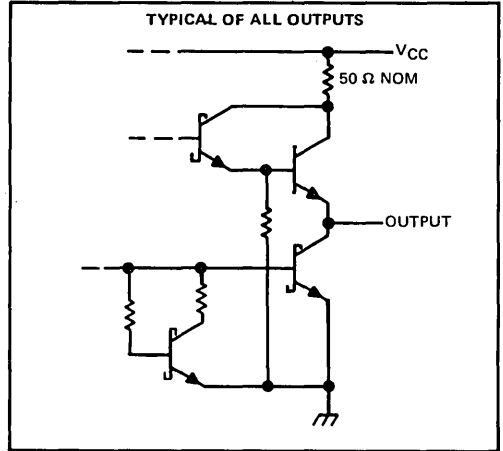 TYPICAL OF ALL OUTPUTS
VCC
50 Ω NOM
OUTPUT